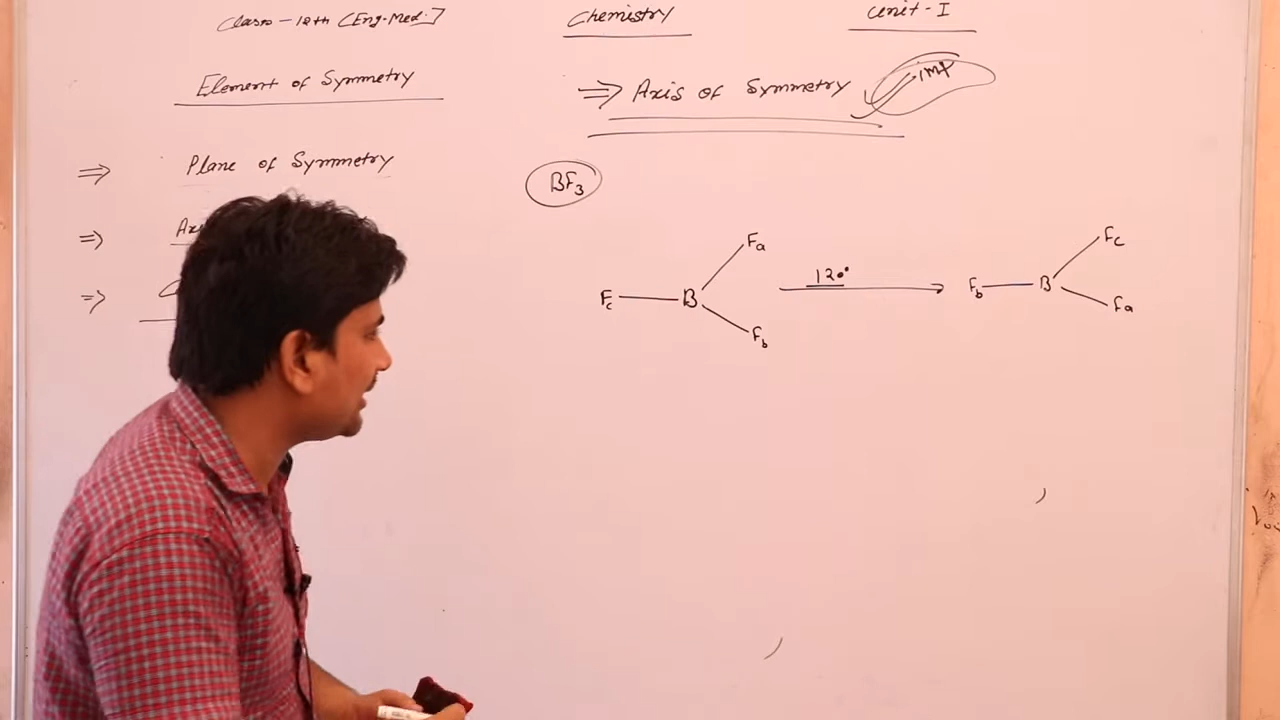 Class-12th [Eng-Med.]
Chemistry
Unit-I
Element of Symmetry
⇒ Axis of Symmetry
imp
⇒ Plane of Symmetry
⇒
⇒
BF₃
Fa
Fc B
Fb
120°
Fc
Fb B
Fa